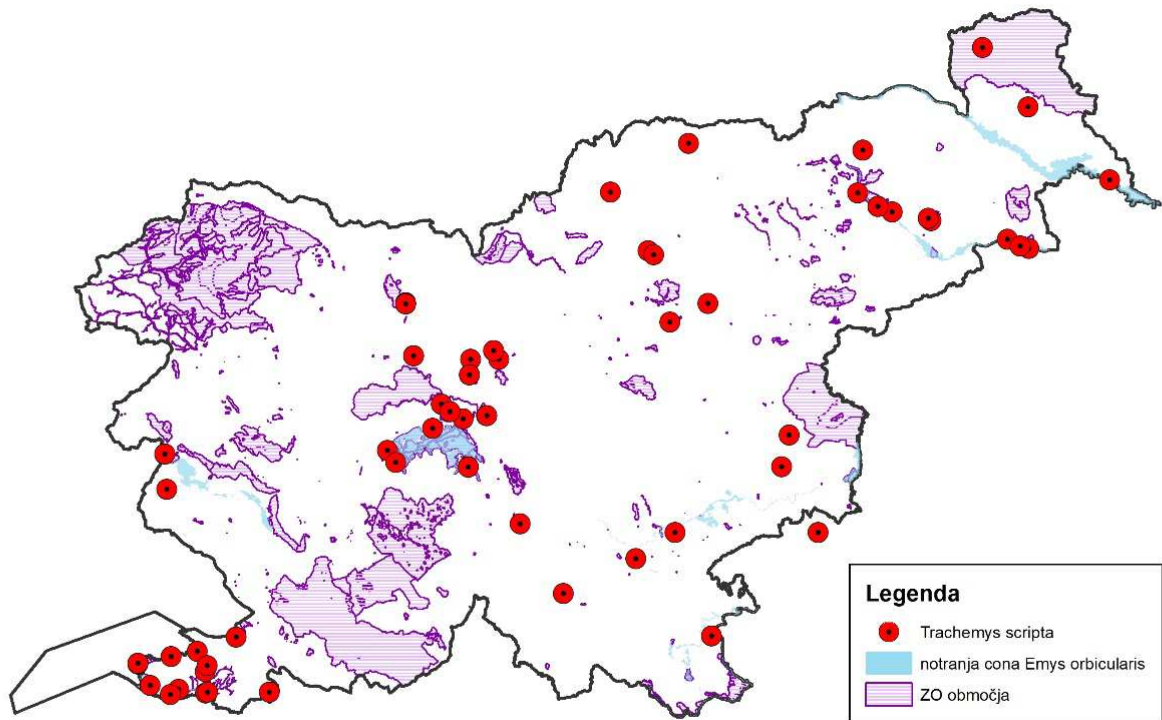 Legenda
Trachemys scripta
notranja cona Emys orbicularis
ZO območja